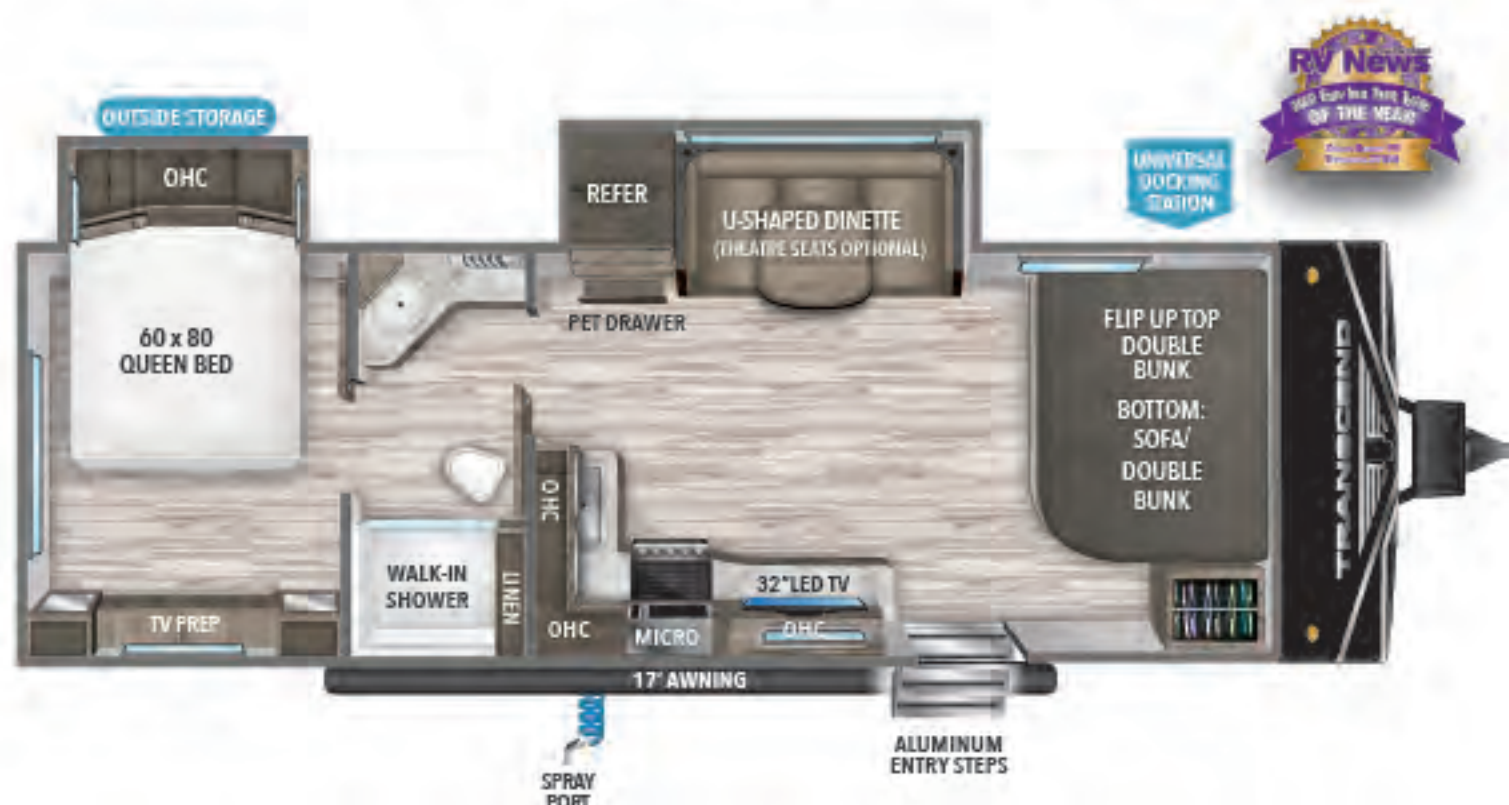 RV News
OF THE YEAR!
OUTSIDE STORAGE
UNIVERSAL
DOCKING
STATION
OHC
REFER
U-SHAPED DINETTE
(THEATRE SEATS OPTIONAL)
60 x 80
QUEEN BED
PET DRAWER
FLIP UP TOP
DOUBLE
BUNK
BOTTOM:
SOFA/
DOUBLE
BUNK
TRANSCEND
OHC
WALK-IN
SHOWER
LINEN
32" LED TV
TV PREP
OHC
MICRO
OHC
17' AWNING
SPRAY
PORT
ALUMINUM
ENTRY STEPS